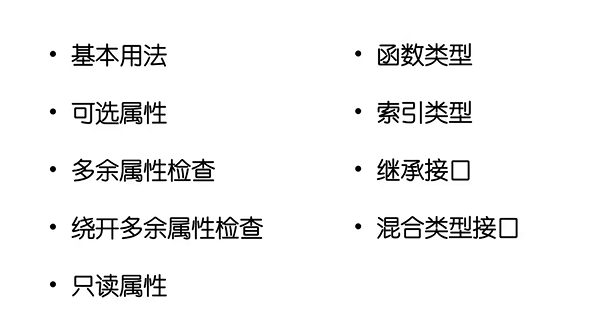 • 基本用法
• 可选属性
• 多余属性检查
• 绕开多余属性检查
• 只读属性
• 函数类型
• 索引类型
• 继承接口
• 混合类型接口